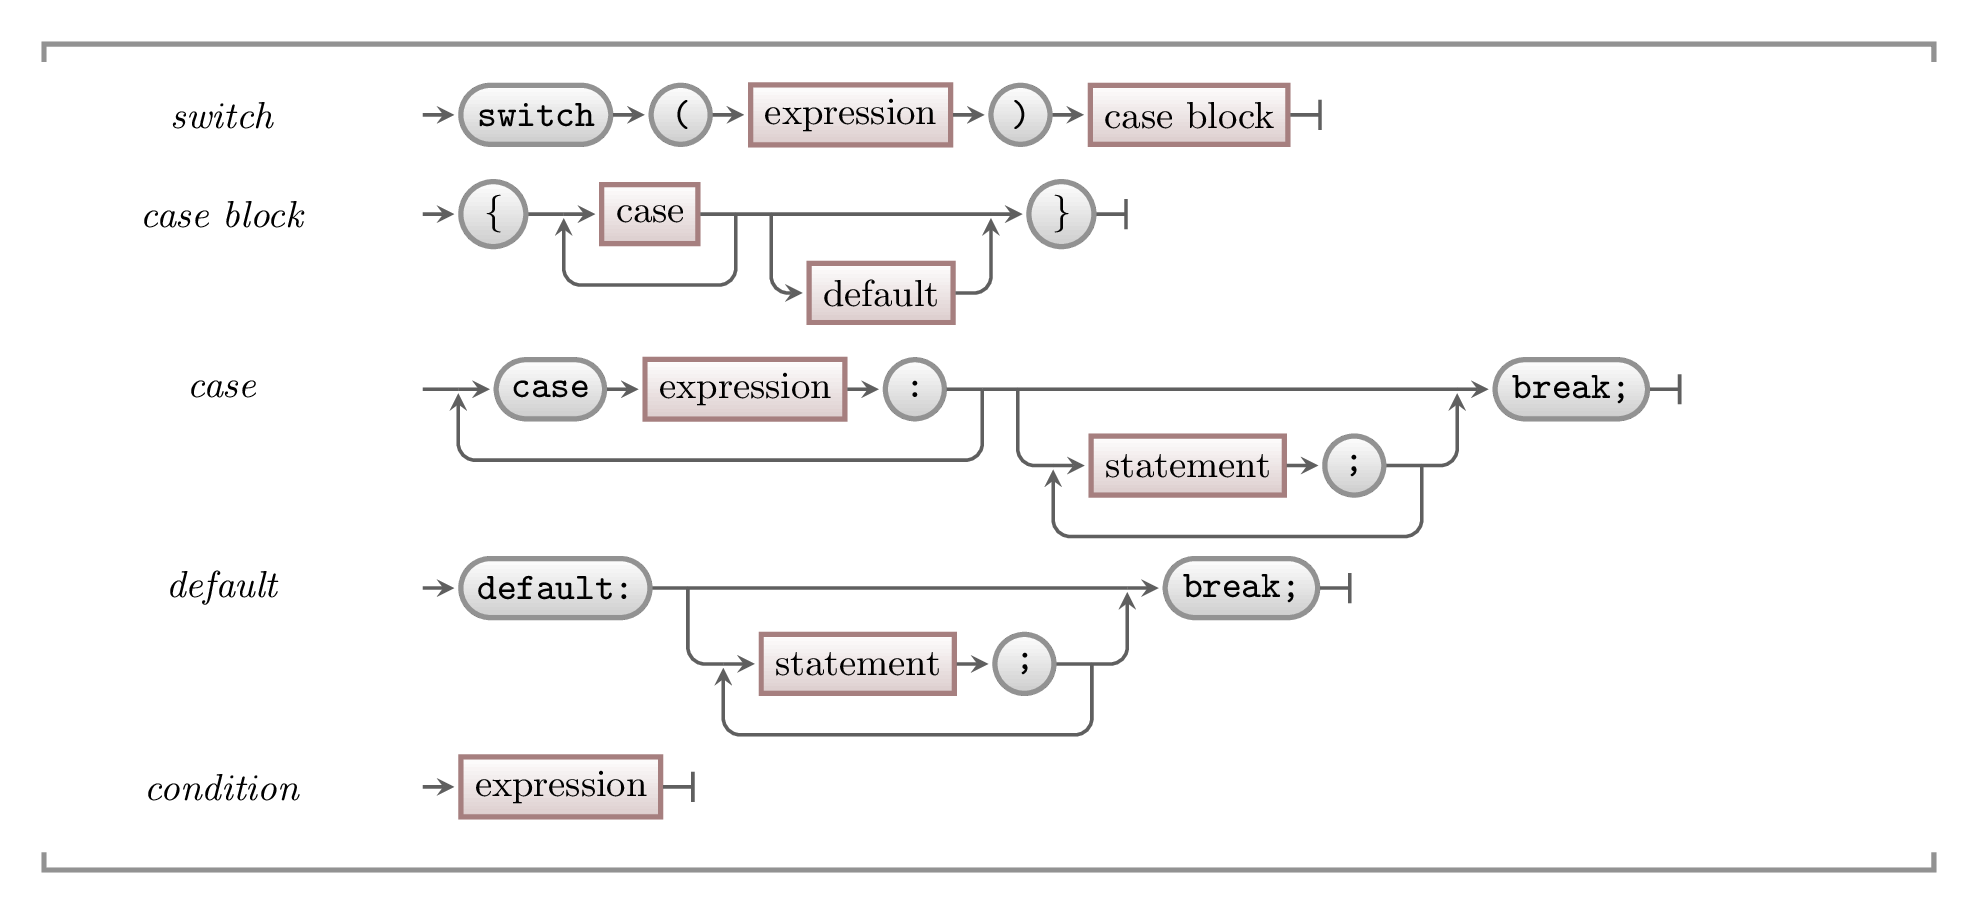 switch switch ( expression ) case block
case block { case }
default
case case expression : break;
statement ;
default default: break;
statement ;
condition expression